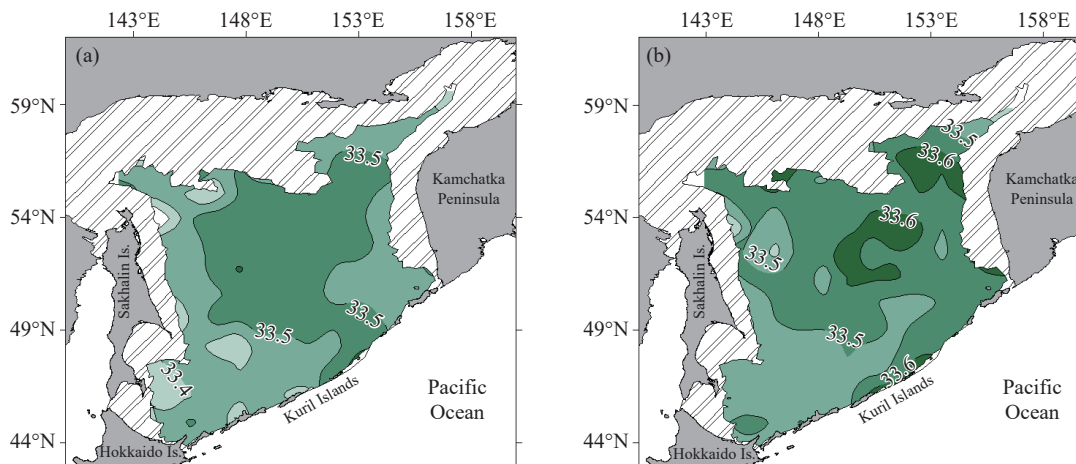 143°E 148°E 153°E 158°E
(a)
59°N
33.5
Kamchatka
Peninsula
54°N
Sakhalin Is.
33.5
49°N
33.5
33.4
Kuril Islands
Pacific
Ocean
44°N
Hokkaido Is.
143°E 148°E 153°E 158°E
(b)
59°N
33.5
33.6
Kamchatka
Peninsula
54°N
33.6
Sakhalin Is.
33.5
49°N
33.5
33.6
Kuril Islands
Pacific
Ocean
44°N
Hokkaido Is.